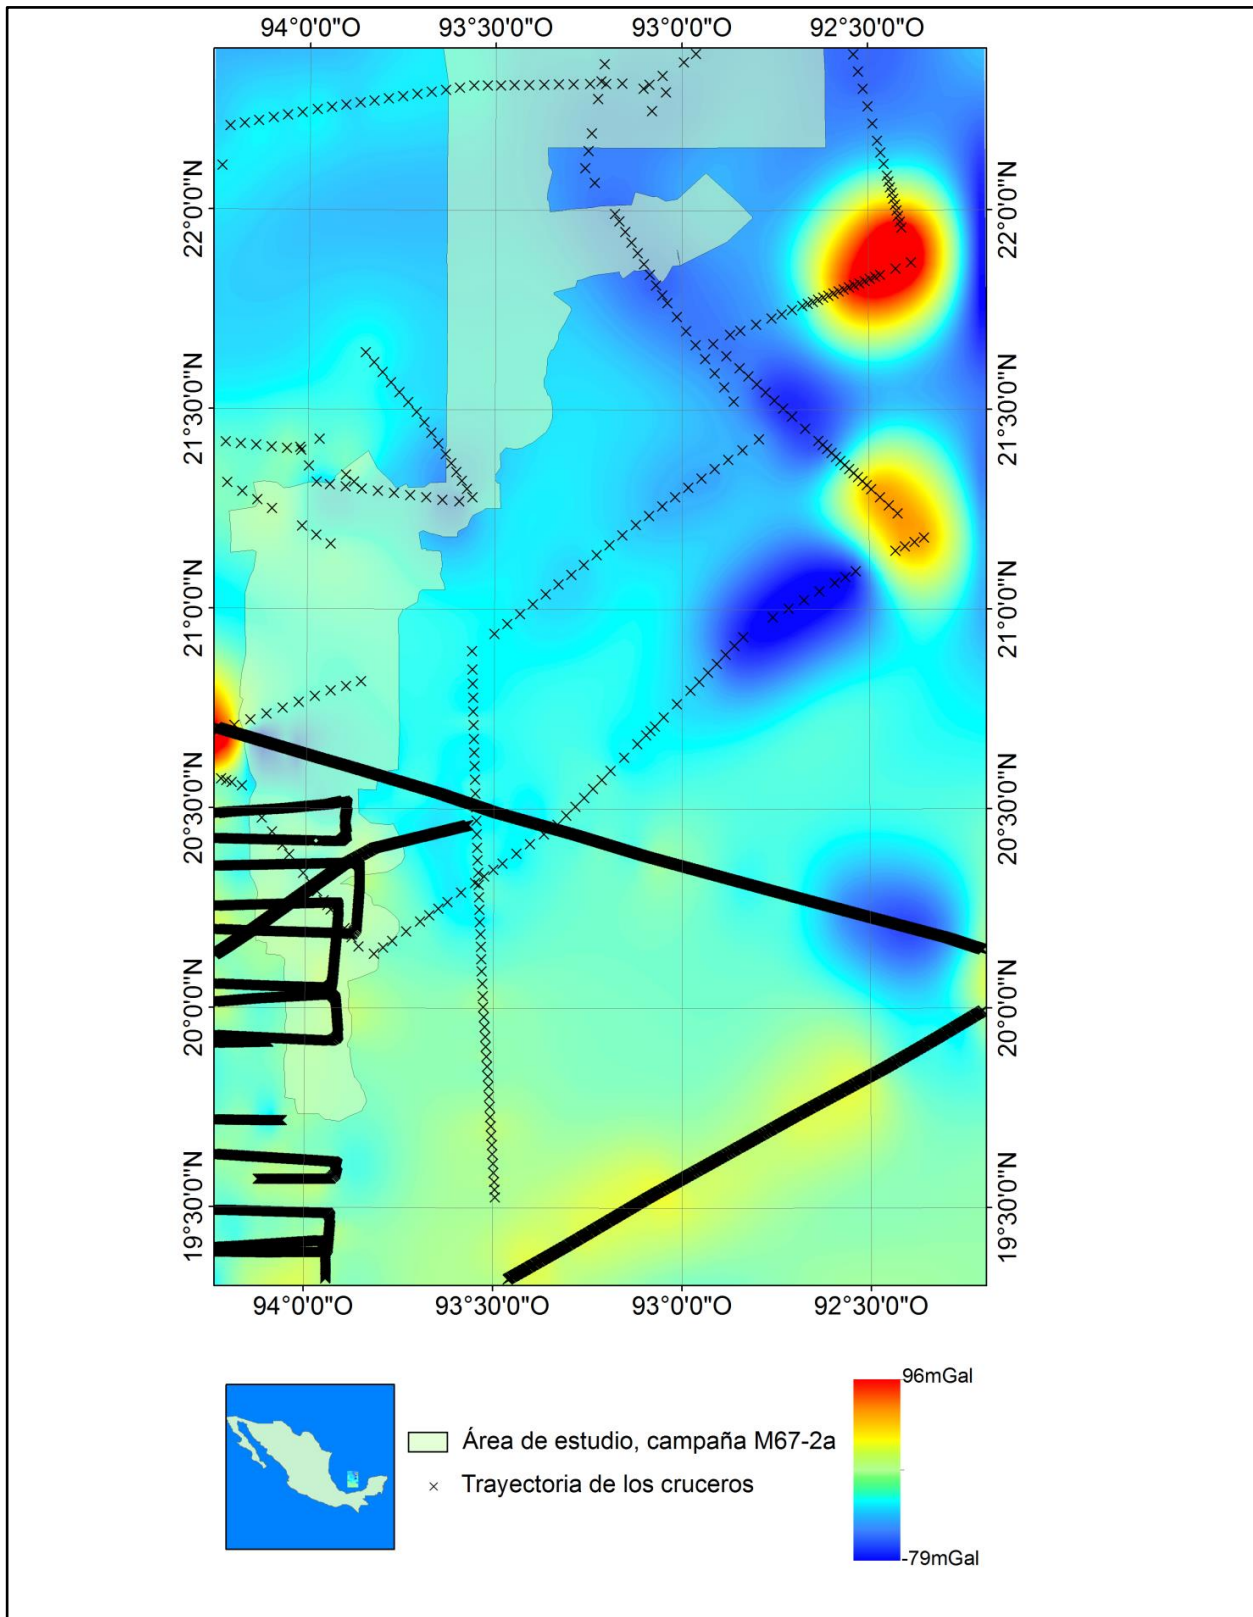 94°0'0"O 93°30'0"O 93°0'0"O 92°30'0"O
22°0'0"N 22°0'0"N
21°30'0"N 21°30'0"N
21°0'0"N 21°0'0"N
20°30'0"N 20°30'0"N
20°0'0"N 20°0'0"N
19°30'0"N 19°30'0"N
94°0'0"O 93°30'0"O 93°0'0"O 92°30'0"O
96mGal
Área de estudio, campaña M67-2a
Trayectoria de los cruceros
-79mGal